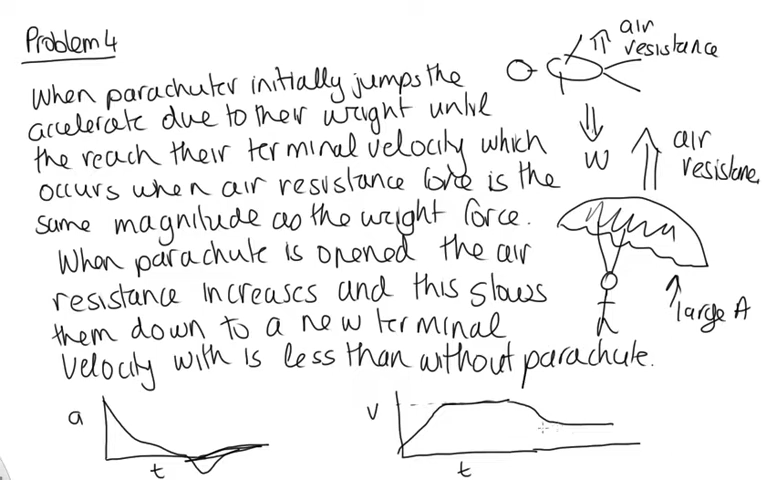 Problem 4
When parachuter initially jumps the
accelerate due to their weight until
the reach their terminal velocity which
occurs when air resistance force is the
same magnitude as the weight force.
When parachute is opened the air
resistance increases and this slows
them down to a new terminal
velocity with is less than without parachute.
air
resistance
W
air
resistance
large A
a
t
v
t